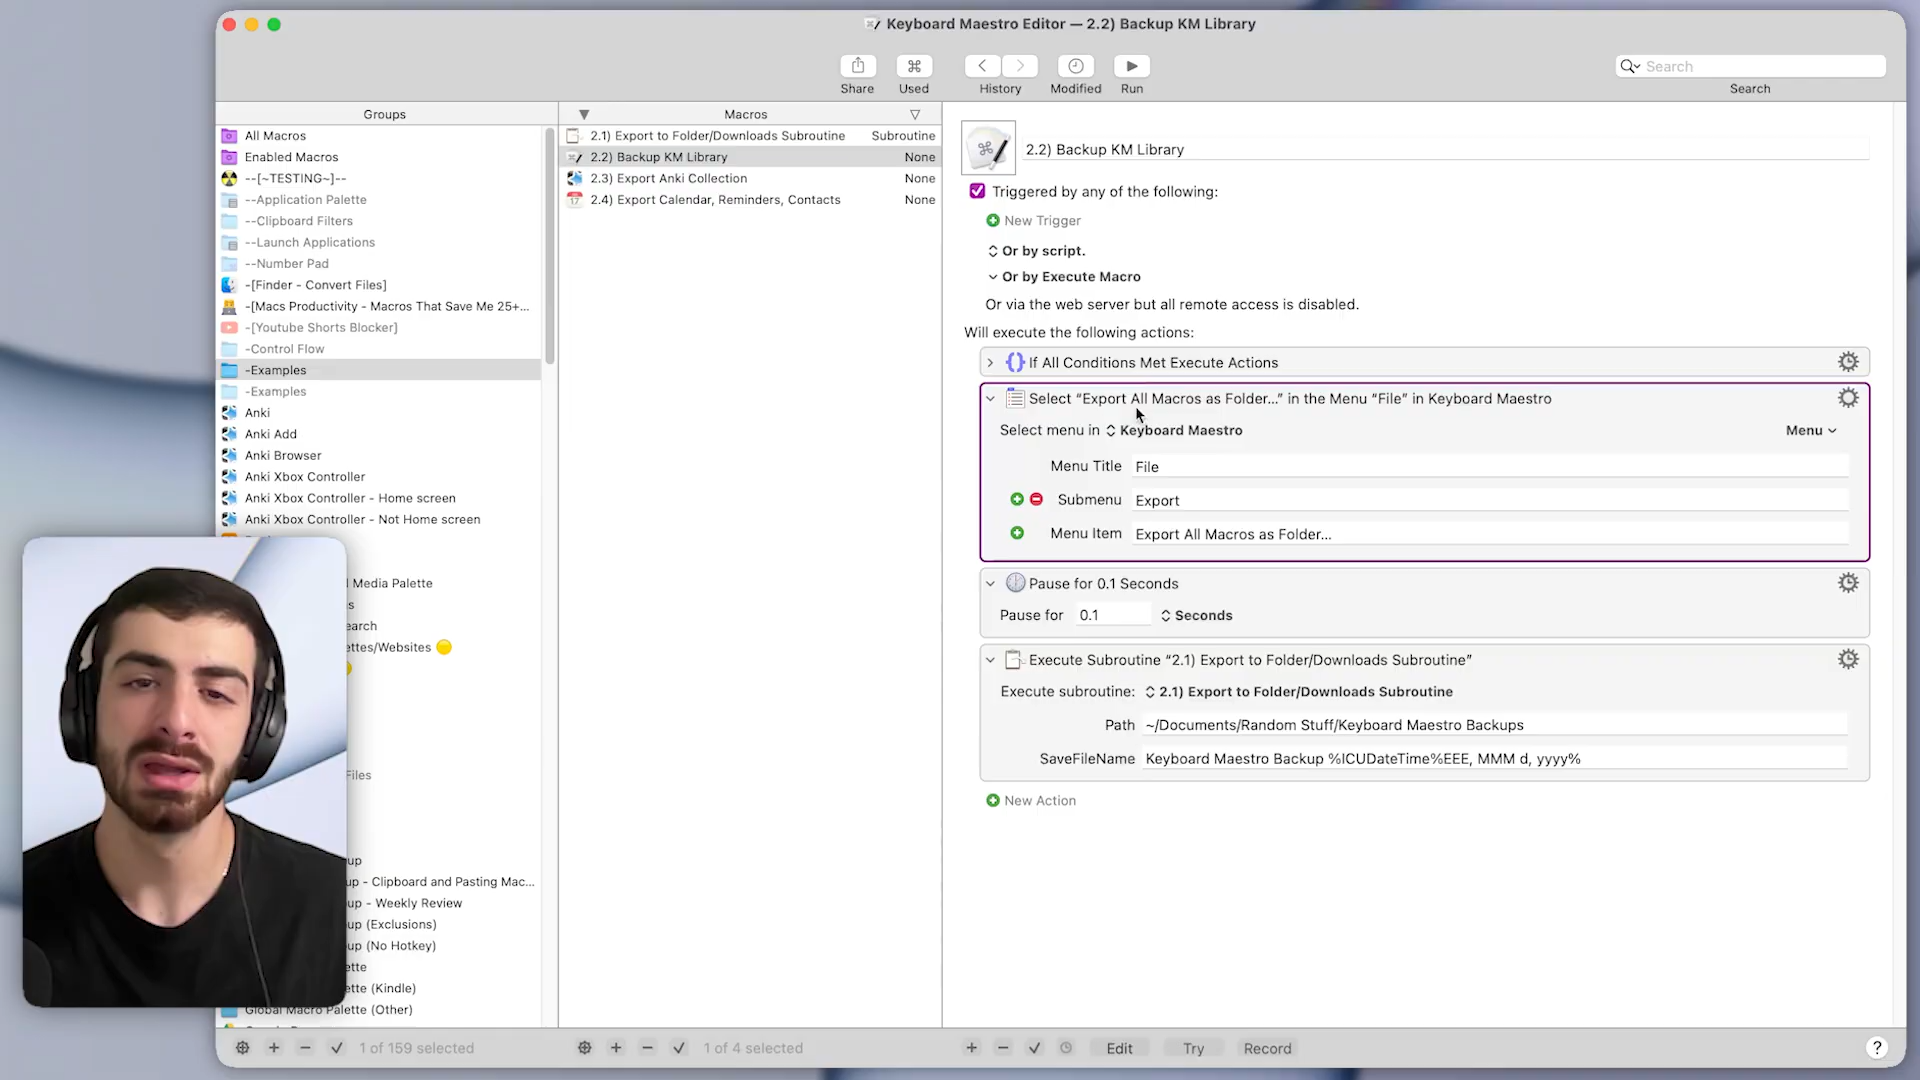 Keyboard Maestro Editor — 2.2) Backup KM Library
Share
Used
History
Modified
Run
Search
Search
Groups
All Macros
Enabled Macros
--[~TESTING~]--
--Application Palette
--Clipboard Filters
--Launch Applications
--Number Pad
-[Finder - Convert Files]
-[Macs Productivity - Macros That Save Me 25+...
-[Youtube Shorts Blocker]
-Control Flow
-Examples
-Examples
Anki
Anki Add
Anki Browser
Anki Xbox Controller
Anki Xbox Controller - Home screen
Anki Xbox Controller - Not Home screen
l Media Palette
s
earch
ettes/Websites
Files
up
up - Clipboard and Pasting Mac...
up - Weekly Review
up (Exclusions)
up (No Hotkey)
ette
tte (Kindle)
Global Macro Palette (Other)
1 of 159 selected
Macros
2.1) Export to Folder/Downloads Subroutine Subroutine
2.2) Backup KM Library None
2.3) Export Anki Collection None
2.4) Export Calendar, Reminders, Contacts None
1 of 4 selected
2.2) Backup KM Library
Triggered by any of the following:
New Trigger
Or by script.
Or by Execute Macro
Or via the web server but all remote access is disabled.
Will execute the following actions:
If All Conditions Met Execute Actions
Select “Export All Macros as Folder...” in the Menu “File” in Keyboard Maestro
Select menu in Keyboard Maestro Menu
Menu Title File
Submenu Export
Menu Item Export All Macros as Folder...
Pause for 0.1 Seconds
Pause for 0.1 Seconds
Execute Subroutine “2.1) Export to Folder/Downloads Subroutine”
Execute subroutine: 2.1) Export to Folder/Downloads Subroutine
Path ~/Documents/Random Stuff/Keyboard Maestro Backups
SaveFileName Keyboard Maestro Backup %ICUDateTime%EEE, MMM d, yyyy%
New Action
Edit
Try
Record
?